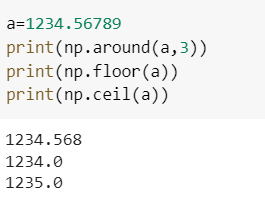 a=1234.56789
print(np.around(a,3))
print(np.floor(a))
print(np.ceil(a))
1234.568
1234.0
1235.0